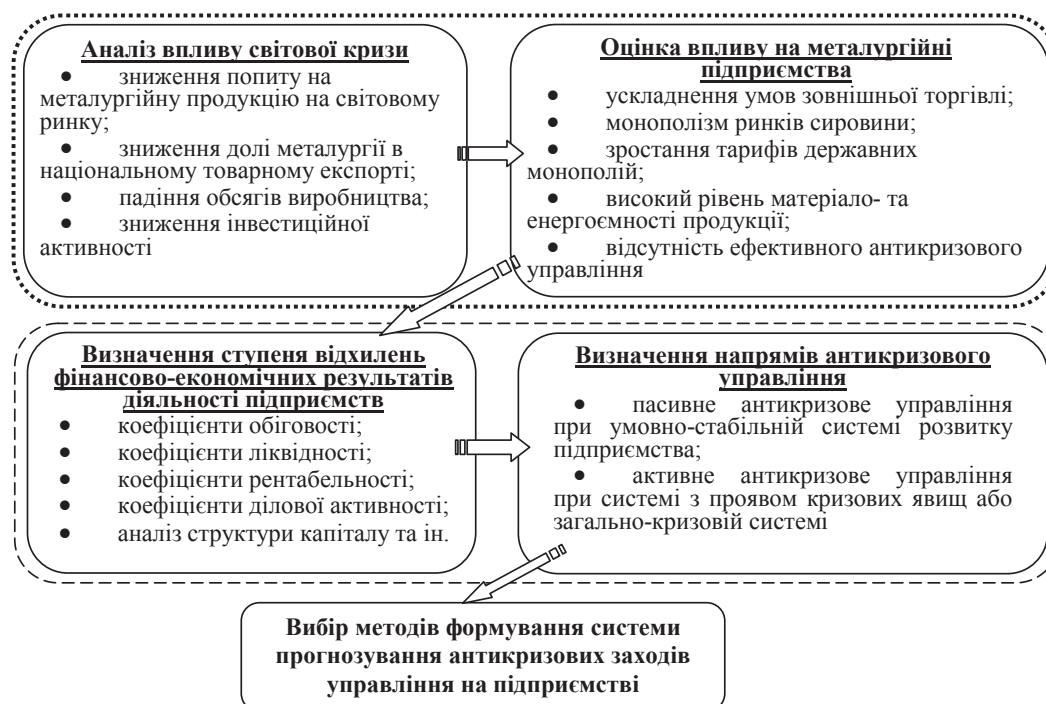 Аналіз впливу світової кризи
• зниження попиту на
металургійну продукцію на світовому
ринку;
• зниження долі металургії в
національному товарному експорті;
• падіння обсягів виробництва;
• зниження інвестиційної
активності
Оцінка впливу на металургійні
підприємства
• ускладнення умов зовнішньої торгівлі;
• монополізм ринків сировини;
• зростання тарифів державних
монополій;
• високий рівень матеріало- та
енергоємності продукції;
• відсутність ефективного антикризового
управління
Визначення ступеня відхилень
фінансово-економічних результатів
діяльності підприємств
• коефіцієнти обіговості;
• коефіцієнти ліквідності;
• коефіцієнти рентабельності;
• коефіцієнти ділової активності;
• аналіз структури капіталу та ін.
Визначення напрямів антикризового
управління
• пасивне антикризове управління
при умовно-стабільній системі розвитку
підприємства;
• активне антикризове управління
при системі з проявом кризових явищ або
загально-кризовій системі
Вибір методів формування системи
прогнозування антикризових заходів
управління на підприємстві